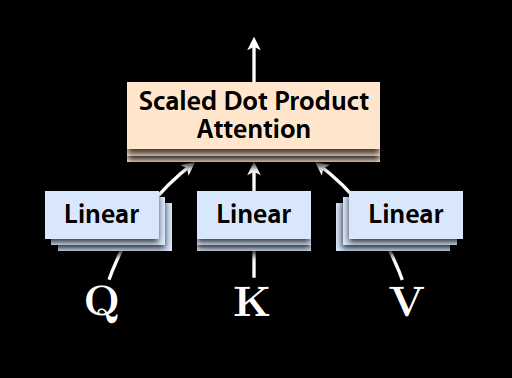 Scaled Dot Product
Attention
Linear
Linear
Linear
Q
K
V